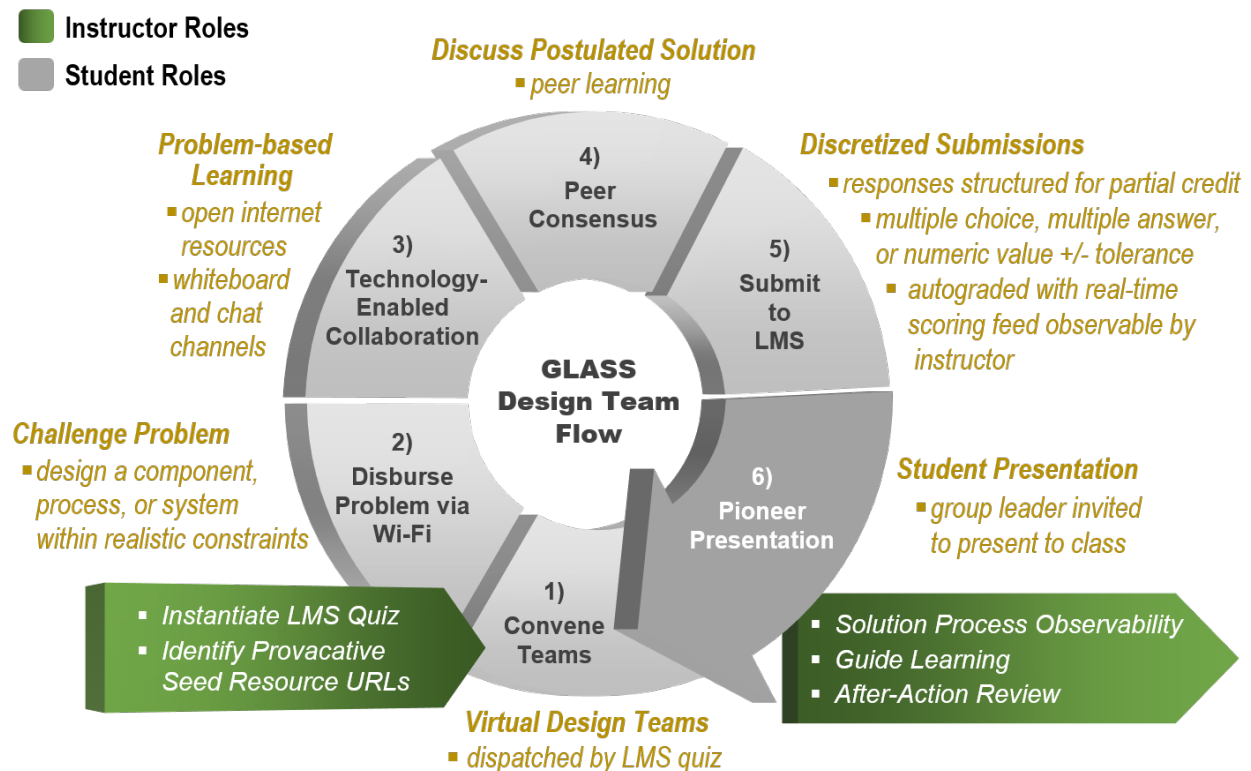 Instructor Roles
Student Roles
Discuss Postulated Solution
▪ peer learning
Problem-based
Learning
▪ open internet
resources
▪ whiteboard
and chat
channels
Discretized Submissions
▪ responses structured for partial credit
▪ multiple choice, multiple answer,
or numeric value +/- tolerance
▪ autograded with real-time
scoring feed observable by
instructor
4)
Peer
Consensus
3)
Technology-
Enabled
Collaboration
5)
Submit
to
LMS
GLASS
Design Team
Flow
Challenge Problem
▪ design a component,
process, or system
within realistic constraints
2)
Disburse
Problem via
Wi-Fi
6)
Pioneer
Presentation
Student Presentation
▪ group leader invited
to present to class
1)
Convene
Teams
▪ Instantiate LMS Quiz
▪ Identify Provacative
Seed Resource URLs
▪ Solution Process Observability
▪ Guide Learning
▪ After-Action Review
Virtual Design Teams
▪ dispatched by LMS quiz